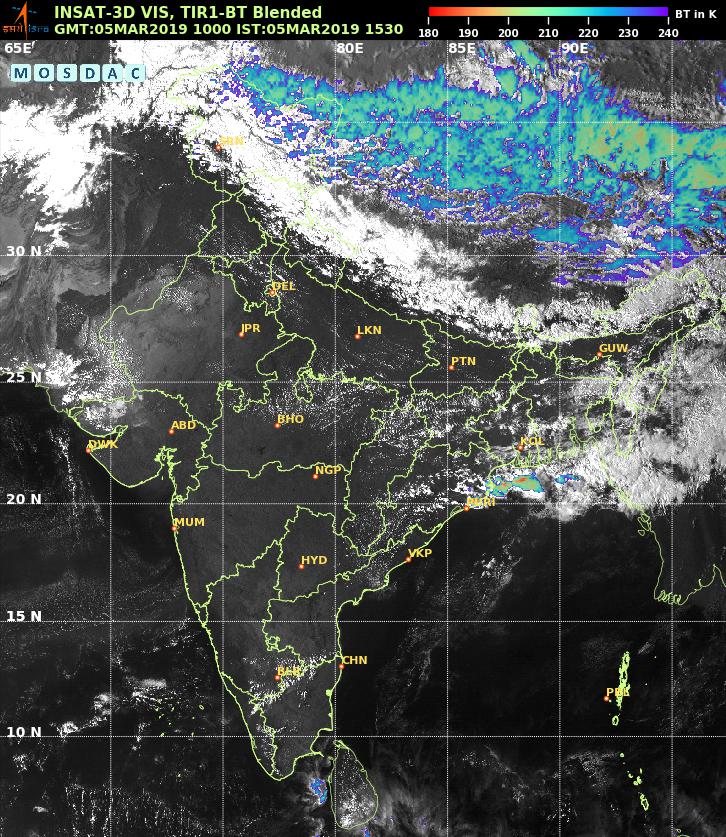 INSAT-3D VIS, TIR1-BT Blended
GMT:05MAR2019 1000 IST:05MAR2019 1530
BT in K
180 190 200 210 220 230 240
65E 75E 80E 85E 90E
MOSDAC
SRN
30 N
DEL
JPR LKN
GUW
PTN
25 N
ABD BHO
DWK KOL
NGP
20 N
PURI
MUM
HYD VKP
15 N
CHN
BLR
PBL
10 N